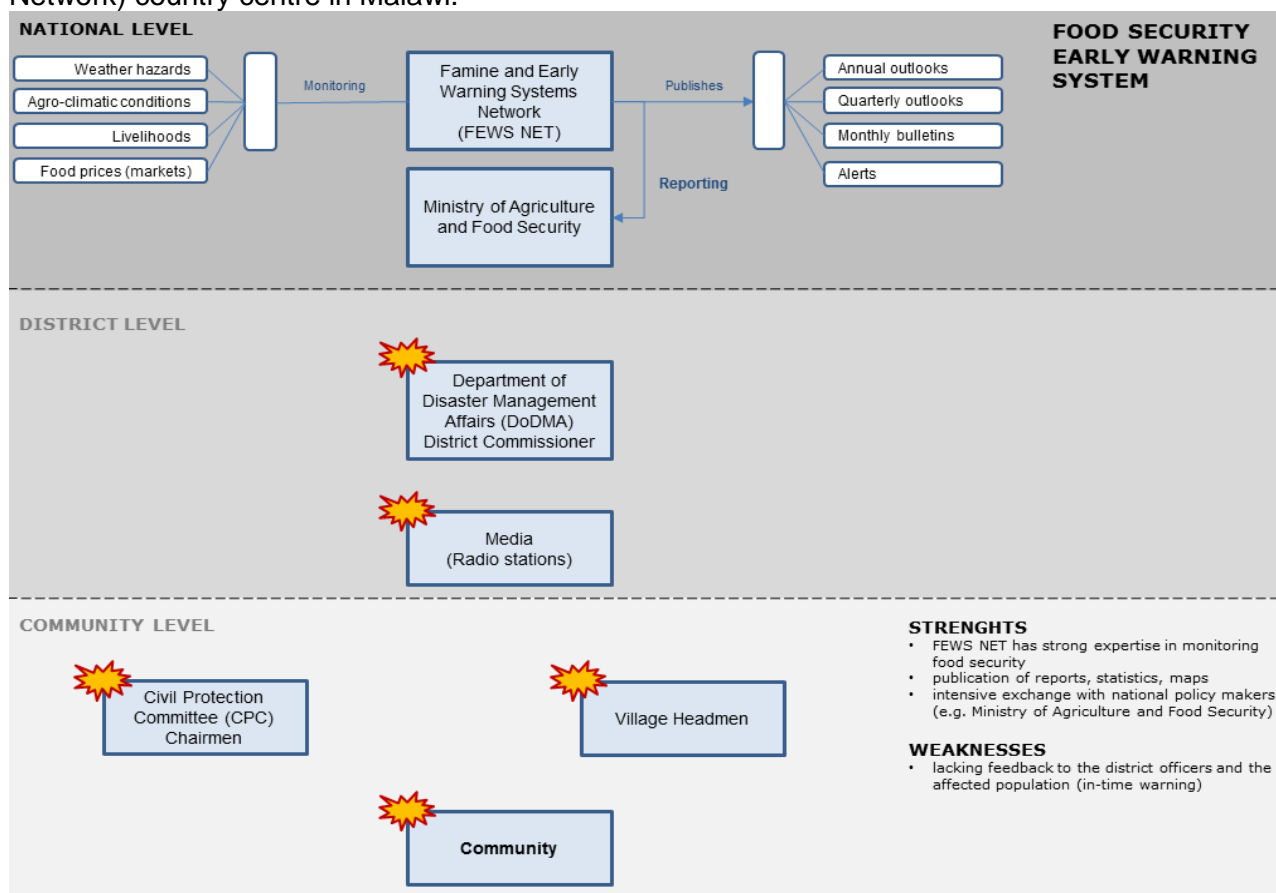 Network) country centre in Malawi.
NATIONAL LEVEL
FOOD SECURITY
EARLY WARNING
SYSTEM
Weather hazards
Agro-climatic conditions
Livelihoods
Food prices (markets)
Monitoring
Famine and Early
Warning Systems
Network
(FEWS NET)
Publishes
Annual outlooks
Quarterly outlooks
Monthly bulletins
Alerts
Reporting
Ministry of Agriculture
and Food Security
DISTRICT LEVEL
Department of
Disaster Management
Affairs (DoDMA)
District Commissioner
Media
(Radio stations)
COMMUNITY LEVEL
Civil Protection
Committee (CPC)
Chairmen
Village Headmen
Community
STRENGHTS
• FEWS NET has strong expertise in monitoring
food security
• publication of reports, statistics, maps
• intensive exchange with national policy makers
(e.g. Ministry of Agriculture and Food Security)
WEAKNESSES
• lacking feedback to the district officers and the
affected population (in-time warning)